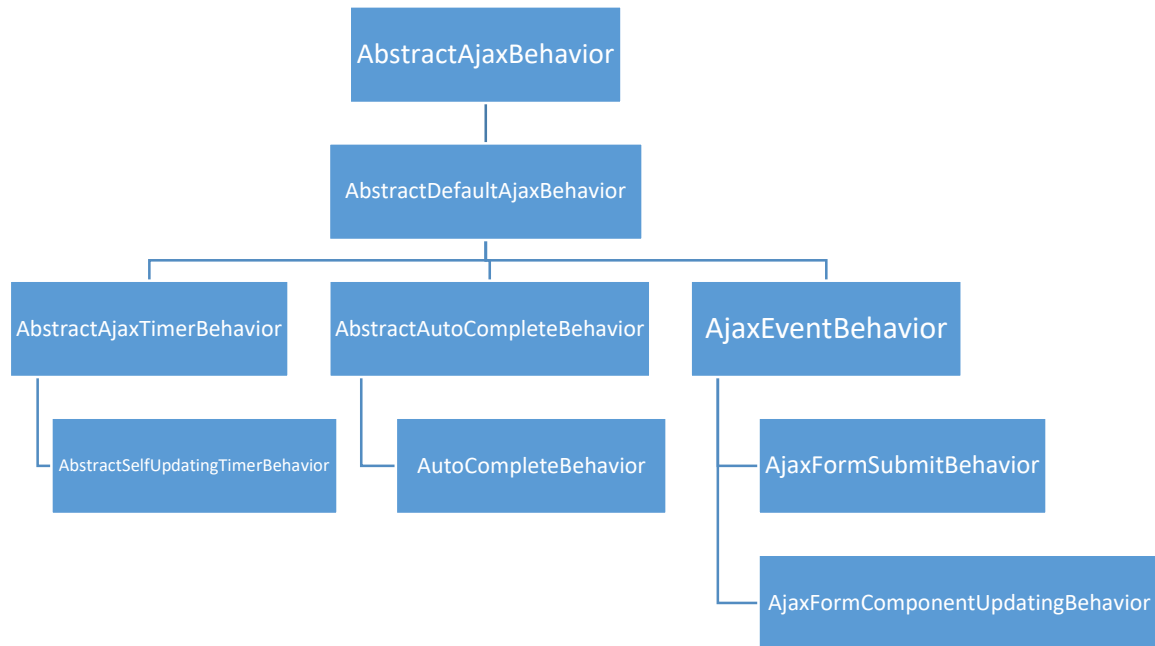 AbstractAjaxBehavior
AbstractDefaultAjaxBehavior
AbstractAjaxTimerBehavior
AbstractAutoCompleteBehavior
AjaxEventBehavior
AbstractSelfUpdatingTimerBehavior
AutoCompleteBehavior
AjaxFormSubmitBehavior
AjaxFormComponentUpdatingBehavior